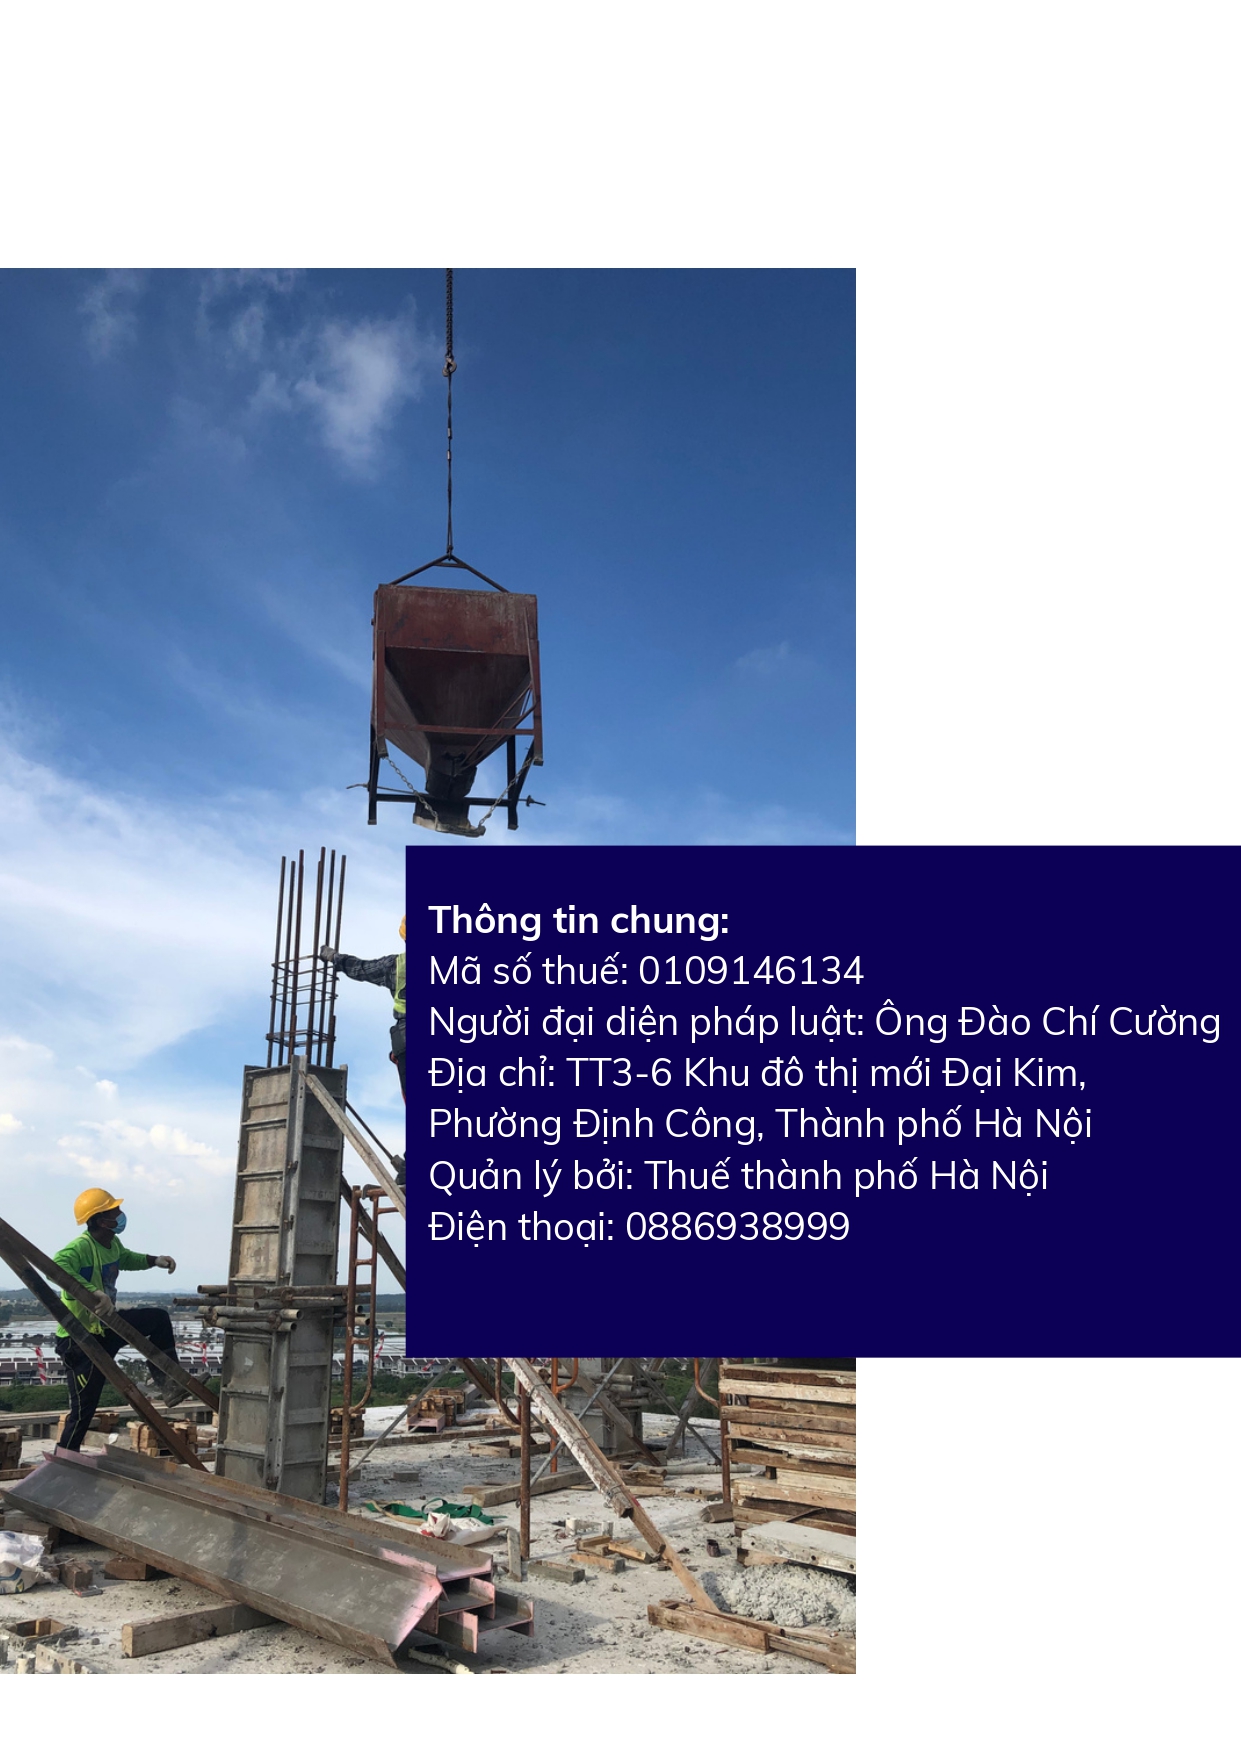 Thông tin chung:
Mã số thuế: 0109146134
Người đại diện pháp luật: Ông Đào Chí Cường
Địa chỉ: TT3-6 Khu đô thị mới Đại Kim,
Phường Định Công, Thành phố Hà Nội
Quản lý bởi: Thuế thành phố Hà Nội
Điện thoại: 0886938999